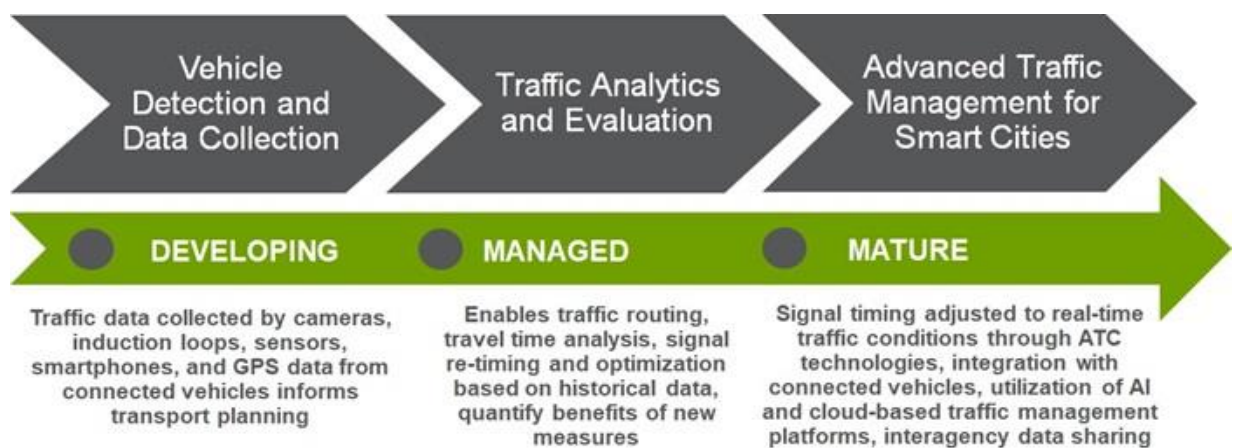 Vehicle
Detection and
Data Collection
Traffic Analytics
and Evaluation
Advanced Traffic
Management for
Smart Cities
DEVELOPING
MANAGED
MATURE
Traffic data collected by cameras,
induction loops, sensors,
smartphones, and GPS data from
connected vehicles informs
transport planning
Enables traffic routing,
travel time analysis, signal
re-timing and optimization
based on historical data,
quantify benefits of new
measures
Signal timing adjusted to real-time
traffic conditions through ATC
technologies, integration with
connected vehicles, utilization of AI
and cloud-based traffic management
platforms, interagency data sharing